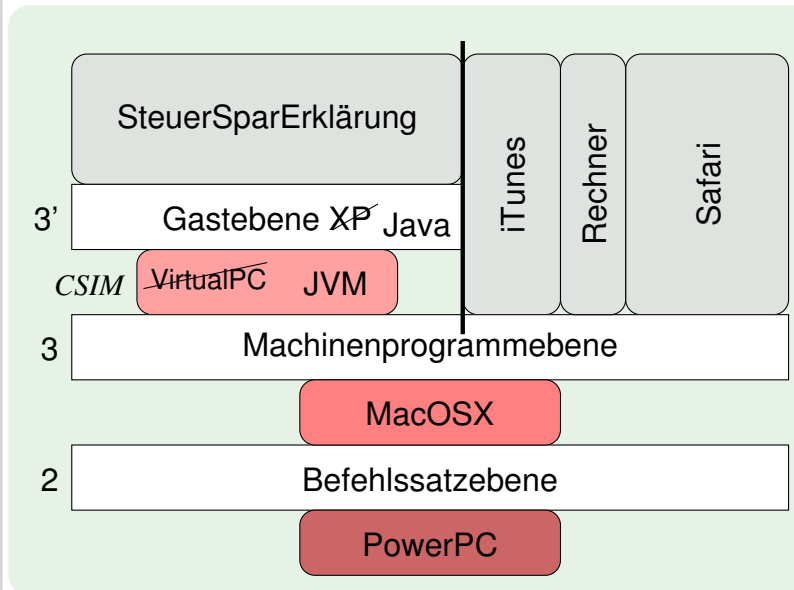 SteuerSparErklärung
iTunes
Rechner
Safari
3’ Gastebene XP Java
CSIM VirtualPC JVM
3 Machinenprogrammebene
MacOSX
2 Befehlssatzebene
PowerPC